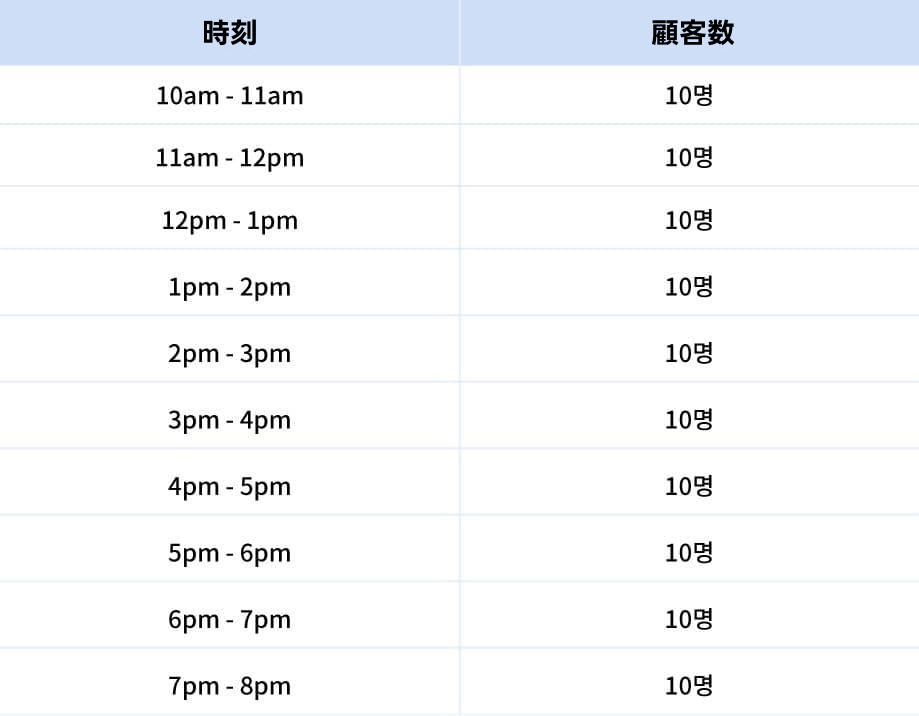 時刻 顧客数
10am - 11am 10명
11am - 12pm 10명
12pm - 1pm 10명
1pm - 2pm 10명
2pm - 3pm 10명
3pm - 4pm 10명
4pm - 5pm 10명
5pm - 6pm 10명
6pm - 7pm 10명
7pm - 8pm 10명